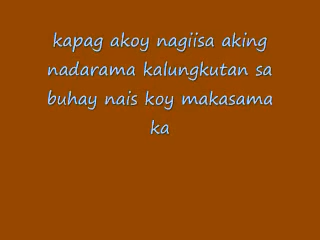 kapag akoy nagiisa aking
nadarama kalungkutan sa
buhay nais koy makasama
ka